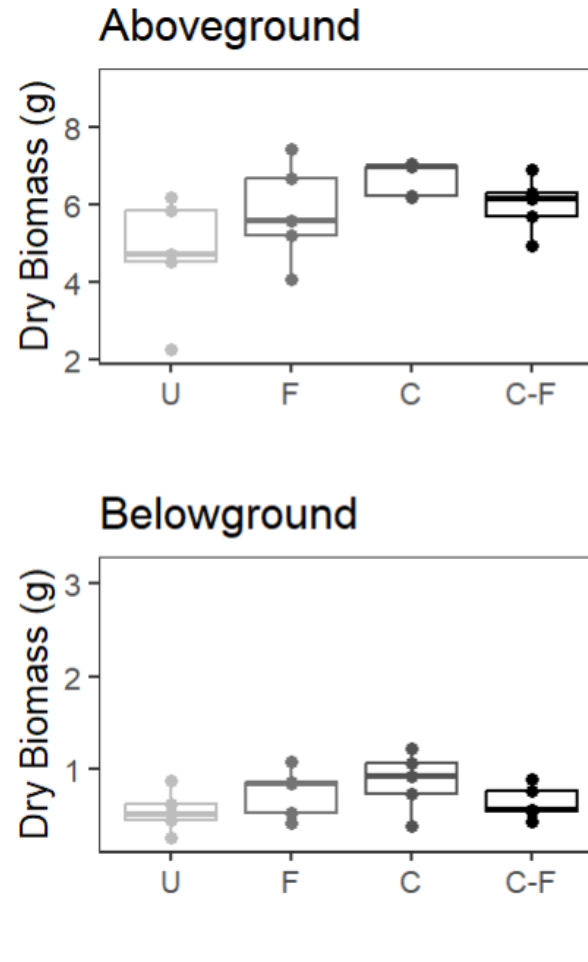 Aboveground
Dry Biomass (g)
8
6
4
2
U F C C-F
Belowground
Dry Biomass (g)
3
2
1
U F C C-F